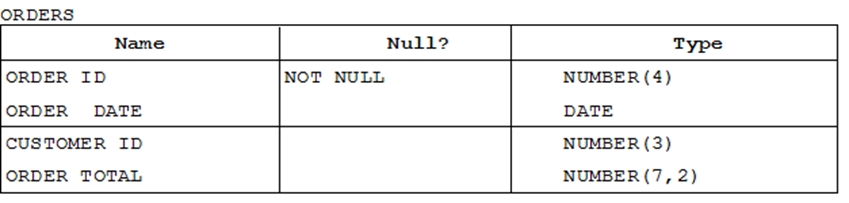 ORDERS
Name Null? Type
ORDER ID NOT NULL NUMBER(4)
ORDER DATE DATE
CUSTOMER ID NUMBER(3)
ORDER TOTAL NUMBER(7,2)